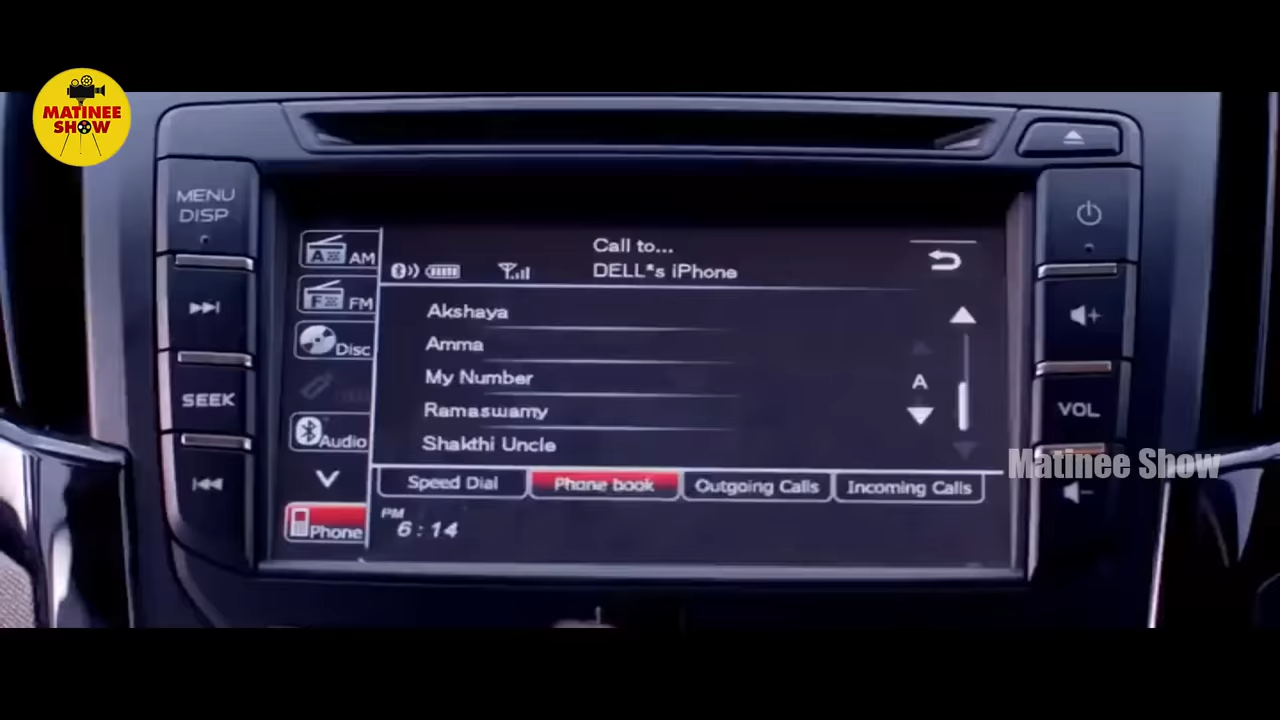 MATINEE
SHOW
MENU
DISP
SEEK
AM
FM
Disc
Audio
Phone
Call to...
DELL*s iPhone
Akshaya
Amma
My Number
Ramaswamy
Shakthi Uncle
A
Speed Dial
Phone book
Outgoing Calls
Incoming Calls
PM
6:14
VOL
Matinee Show